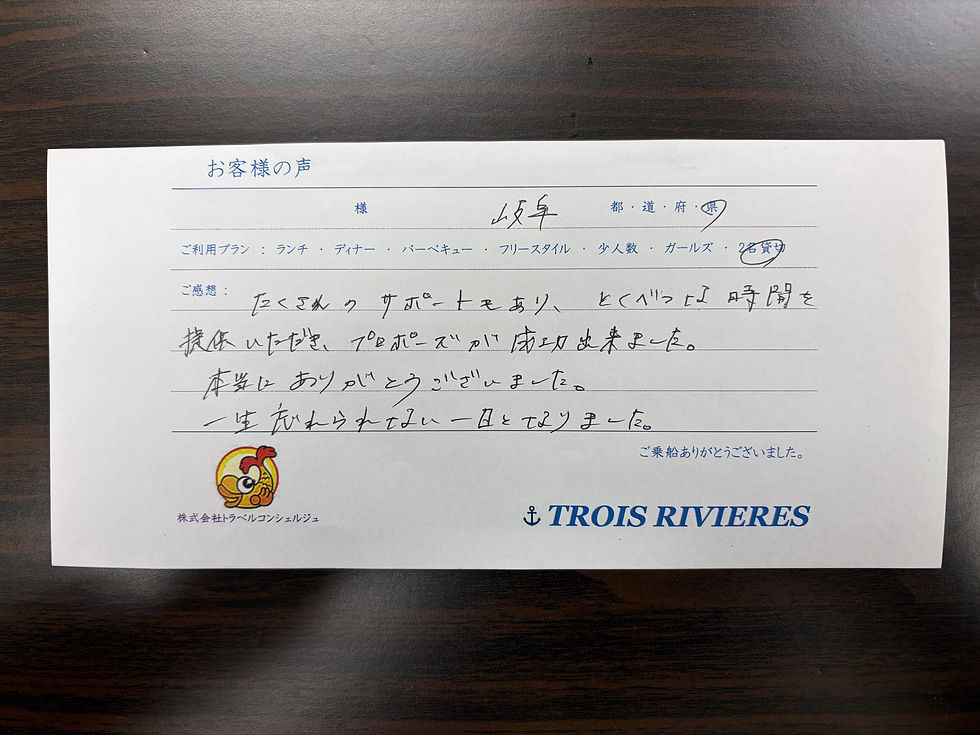 お客様の声
様 岐阜 都・道・府・県
ご利用プラン : ランチ ・ ディナー ・ バーベキュー ・ フリースタイル ・ 少人数 ・ ガールズ ・ 2名貸切
ご感想: たくさんのサポートもあり、とくべつな時間を
提供いただき、プロポーズが成功出来ました。
本当にありがとうございました。
一生忘れられない一日となりました。
ご乗船ありがとうございました。
株式会社トラベルコンシェルジュ
TROIS RIVIERES